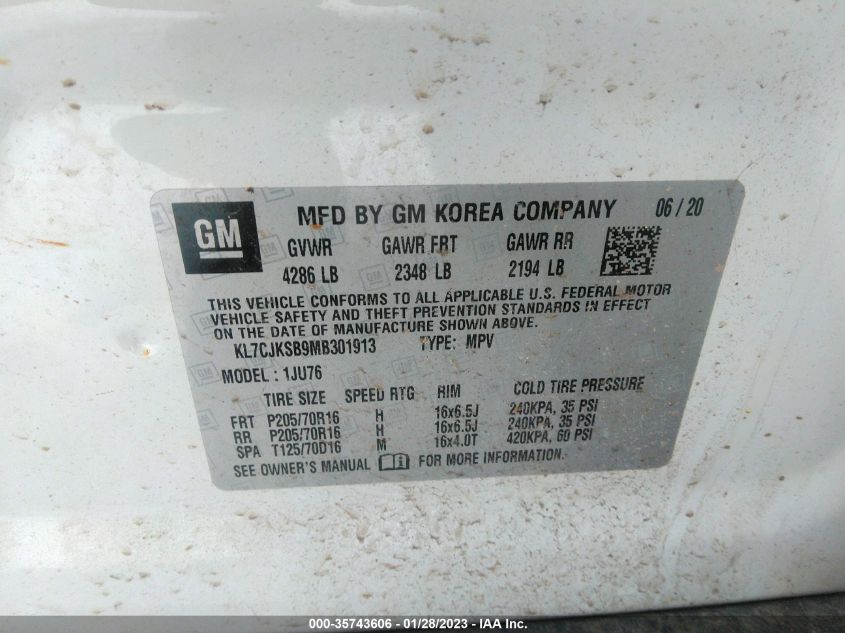 GM MFD BY GM KOREA COMPANY 06 / 20
GVWR GAWR FRT GAWR RR
4286 LB 2348 LB 2194 LB
THIS VEHICLE CONFORMS TO ALL APPLICABLE U.S. FEDERAL MOTOR
VEHICLE SAFETY AND THEFT PREVENTION STANDARDS IN EFFECT
ON THE DATE OF MANUFACTURE SHOWN ABOVE.
KL7CJKSB9MB301913 TYPE: MPV
MODEL : 1JU76
TIRE SIZE SPEED RTG RIM COLD TIRE PRESSURE
FRT P205/70R16 H 16x6.5J 240KPA, 35 PSI
RR P205/70R16 H 16x6.5J 240KPA, 35 PSI
SPA T125/70D16 M 16x4.0T 420KPA, 60 PSI
SEE OWNER'S MANUAL FOR MORE INFORMATION.
000-35743606 - 01/28/2023 - IAA Inc.